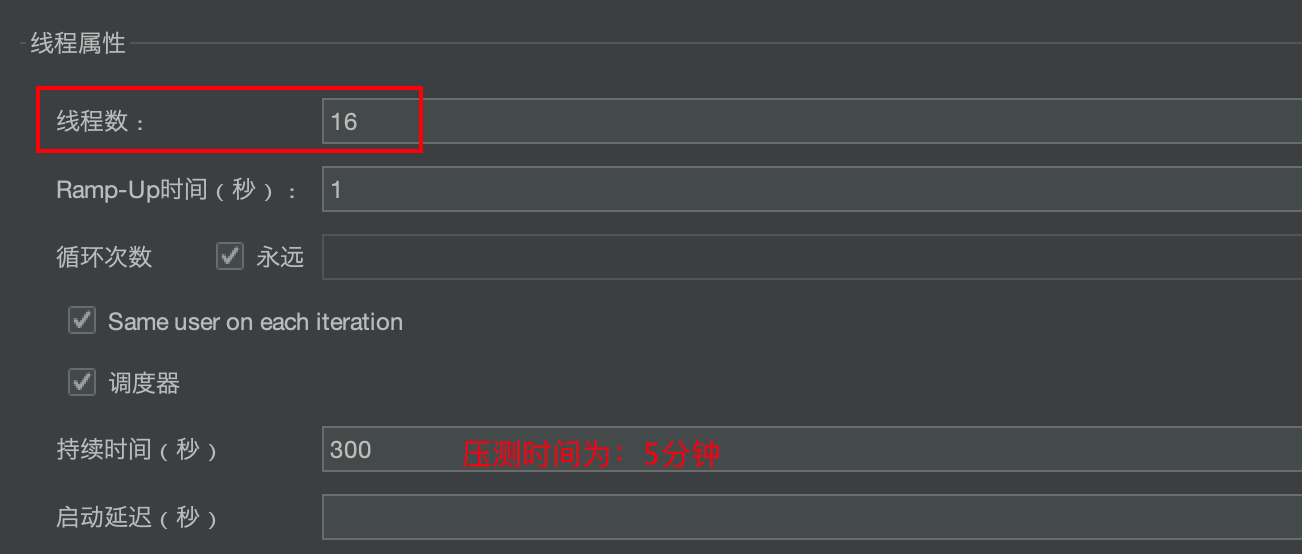 线程属性
线程数： 16
Ramp-Up时间（秒）： 1
循环次数 永远
Same user on each iteration
调度器
持续时间（秒） 300 压测时间为：5分钟
启动延迟（秒）